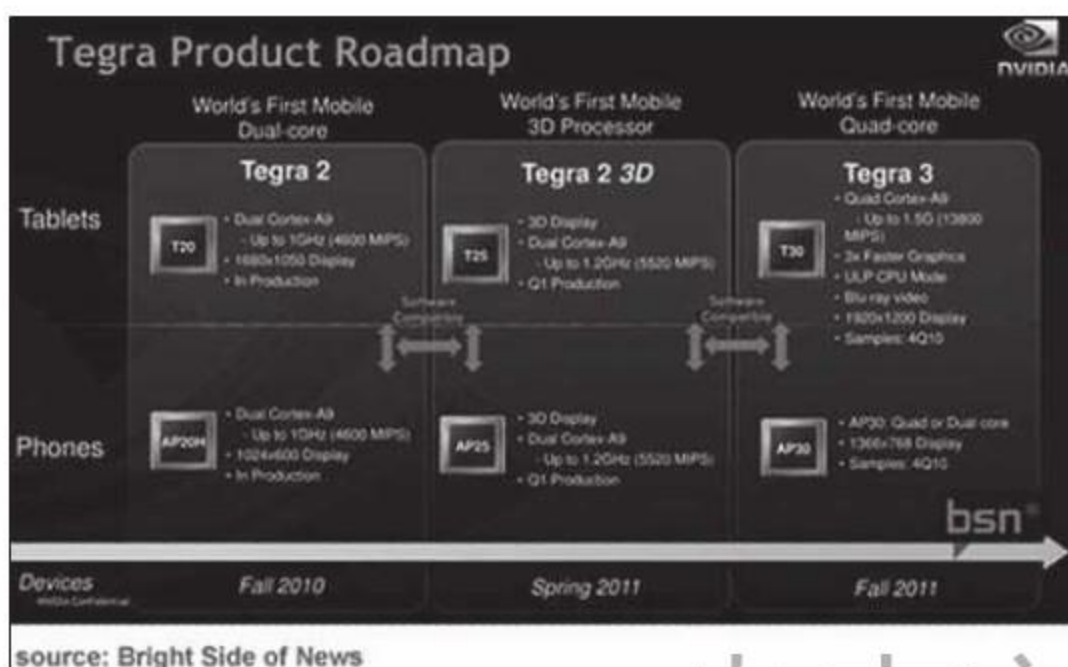 Tegra Product Roadmap
NVIDIA
World's First Mobile
Dual-core
World's First Mobile
3D Processor
World's First Mobile
Quad-core
Tablets
Tegra 2
T20
• Dual Cortex-A9
- Up to 1GHz (4600 MIPS)
• 1680x1050 Display
• In Production
Tegra 2 3D
T25
• 3D Display
• Dual Cortex-A9
- Up to 1.2GHz (5520 MIPS)
• Q1 Production
Tegra 3
T30
• Quad Cortex-A9
- Up to 1.5G (13800
MIPS)
• 3x Faster Graphics
• ULP CPU Mode
• Blu ray video
• 1920x1200 Display
• Samples: 4Q10
Software
Compatible
Software
Compatible
Phones
AP20H
• Dual Cortex-A9
- Up to 1GHz (4600 MIPS)
• 1024x600 Display
• In Production
AP25
• 3D Display
• Dual Cortex-A9
- Up to 1.2GHz (5520 MIPS)
• Q1 Production
AP30
• AP30: Quad or Dual core
• 1366x768 Display
• Samples: 4Q10
bsn*
Devices
Fall 2010
Spring 2011
Fall 2011
NVIDIA Confidential
source: Bright Side of News